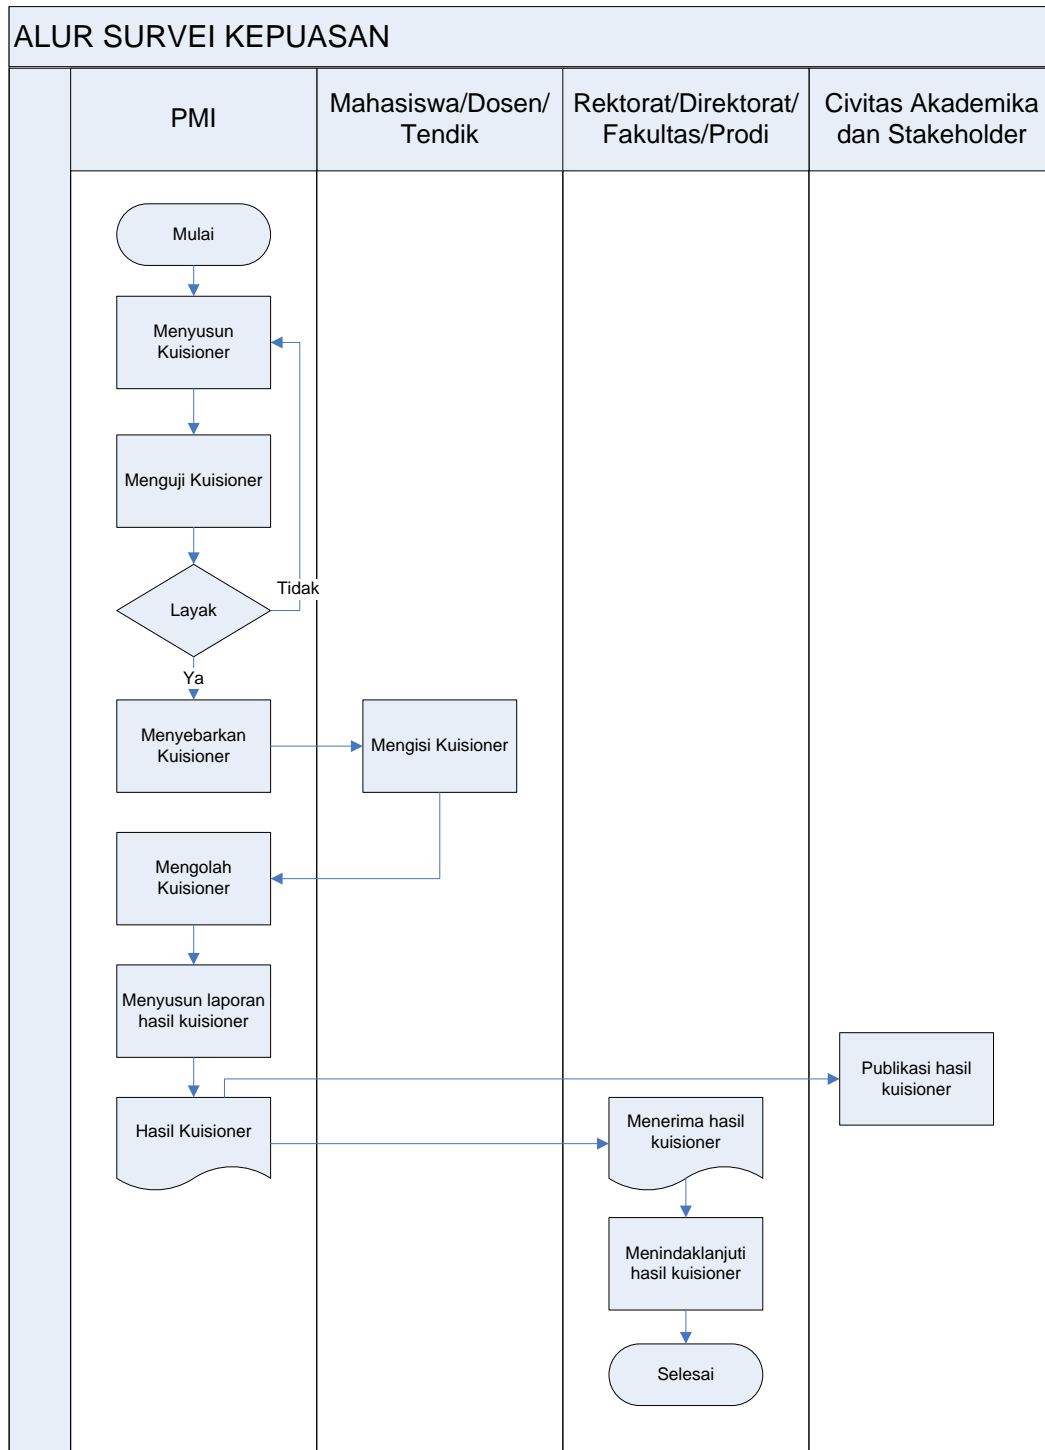 ALUR SURVEI KEPUASAN
PMI
Mahasiswa/Dosen/
Tendik
Rektorat/Direktorat/
Fakultas/Prodi
Civitas Akademika
dan Stakeholder
Mulai
Menyusun
Kuisioner
Menguji Kuisioner
Layak
Tidak
Ya
Menyebarkan
Kuisioner
Mengisi Kuisioner
Mengolah
Kuisioner
Menyusun laporan
hasil kuisioner
Hasil Kuisioner
Publikasi hasil
kuisioner
Menerima hasil
kuisioner
Menindaklanjuti
hasil kuisioner
Selesai